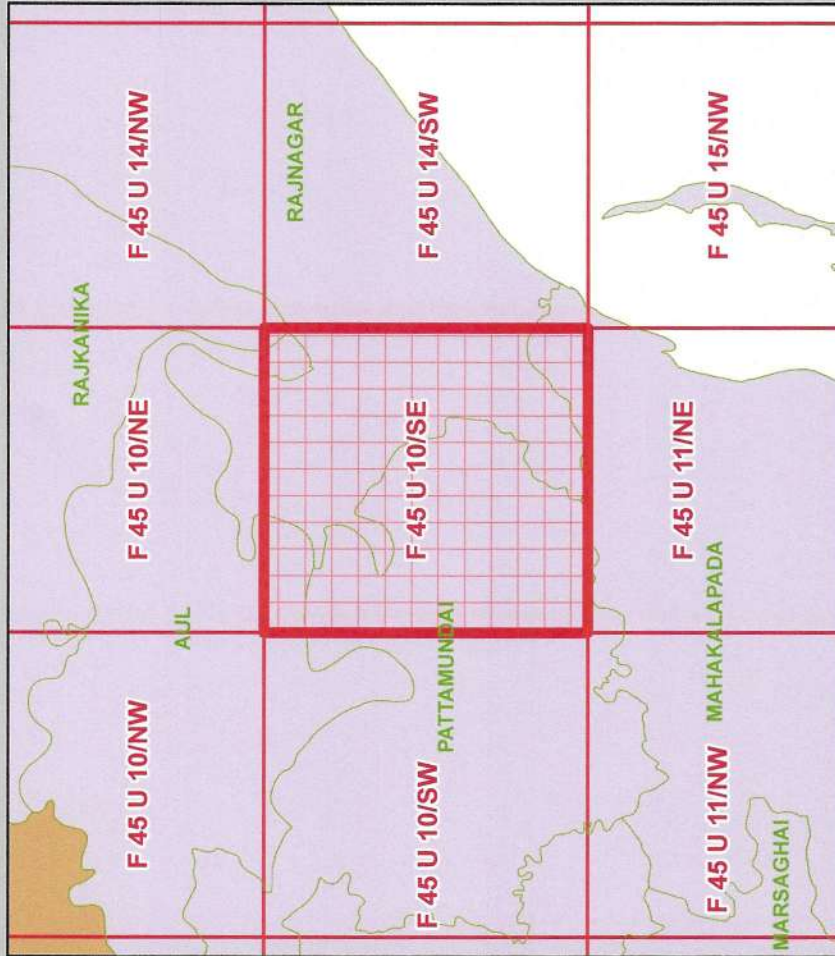 RAJKANIKA
F 45 U 10/NW
F 45 U 10/NE
F 45 U 14/NW
AUL
RAJNAGAR
F 45 U 10/SW
F 45 U 10/SE
F 45 U 14/SW
PATTAMUNDAI
F 45 U 11/NW
F 45 U 11/NE
F 45 U 15/NW
MAHAKALAPADA
MARSAGHAI